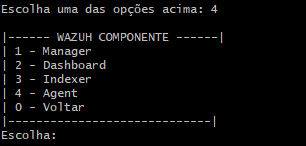 Escolha uma das opções acima: 4
|------ WAZUH COMPONENTE ------|
| 1 - Manager
| 2 - Dashboard
| 3 - Indexer
| 4 - Agent
| 0 - Voltar
|-----------------------------|
Escolha: